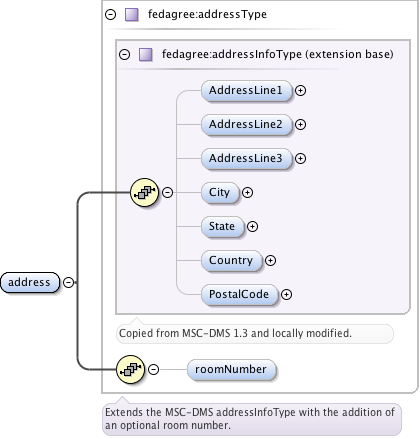 fedagree:addressType
fedagree:addressInfoType (extension base)
AddressLine1
AddressLine2
AddressLine3
City
State
Country
PostalCode
address
Copied from MSC-DMS 1.3 and locally modified.
roomNumber
Extends the MSC-DMS addressInfoType with the addition of
an optional room number.